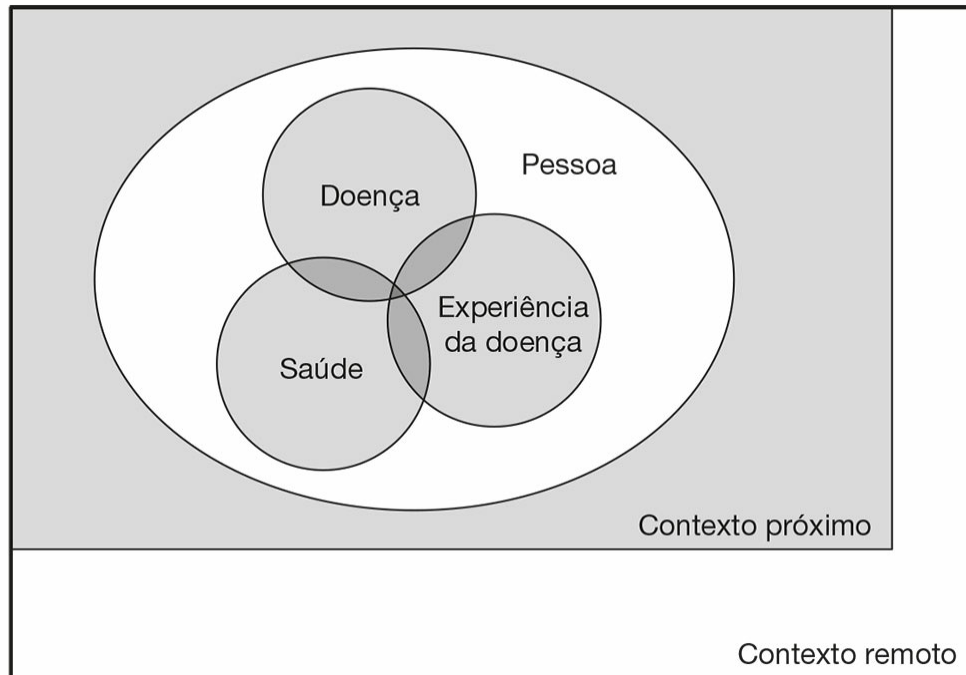 Pessoa
Doença
Experiência
da doença
Saúde
Contexto próximo
Contexto remoto